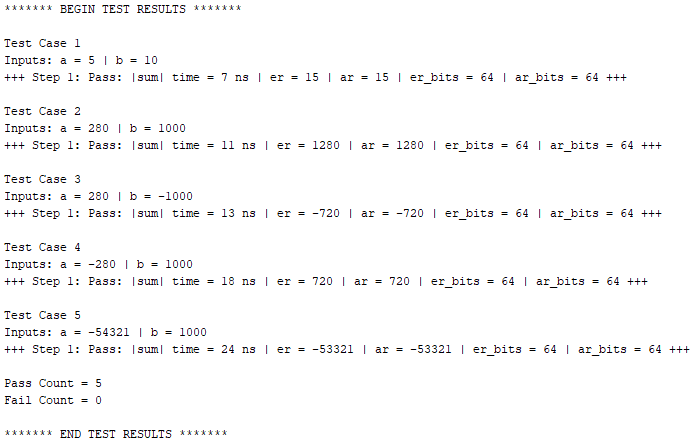 ******* BEGIN TEST RESULTS *******
Test Case 1
Inputs: a = 5 | b = 10
+++ Step 1: Pass: |sum| time = 7 ns | er = 15 | ar = 15 | er_bits = 64 | ar_bits = 64 +++
Test Case 2
Inputs: a = 280 | b = 1000
+++ Step 1: Pass: |sum| time = 11 ns | er = 1280 | ar = 1280 | er_bits = 64 | ar_bits = 64 +++
Test Case 3
Inputs: a = 280 | b = -1000
+++ Step 1: Pass: |sum| time = 13 ns | er = -720 | ar = -720 | er_bits = 64 | ar_bits = 64 +++
Test Case 4
Inputs: a = -280 | b = 1000
+++ Step 1: Pass: |sum| time = 18 ns | er = 720 | ar = 720 | er_bits = 64 | ar_bits = 64 +++
Test Case 5
Inputs: a = -54321 | b = 1000
+++ Step 1: Pass: |sum| time = 24 ns | er = -53321 | ar = -53321 | er_bits = 64 | ar_bits = 64 +++
Pass Count = 5
Fail Count = 0
******* END TEST RESULTS *******